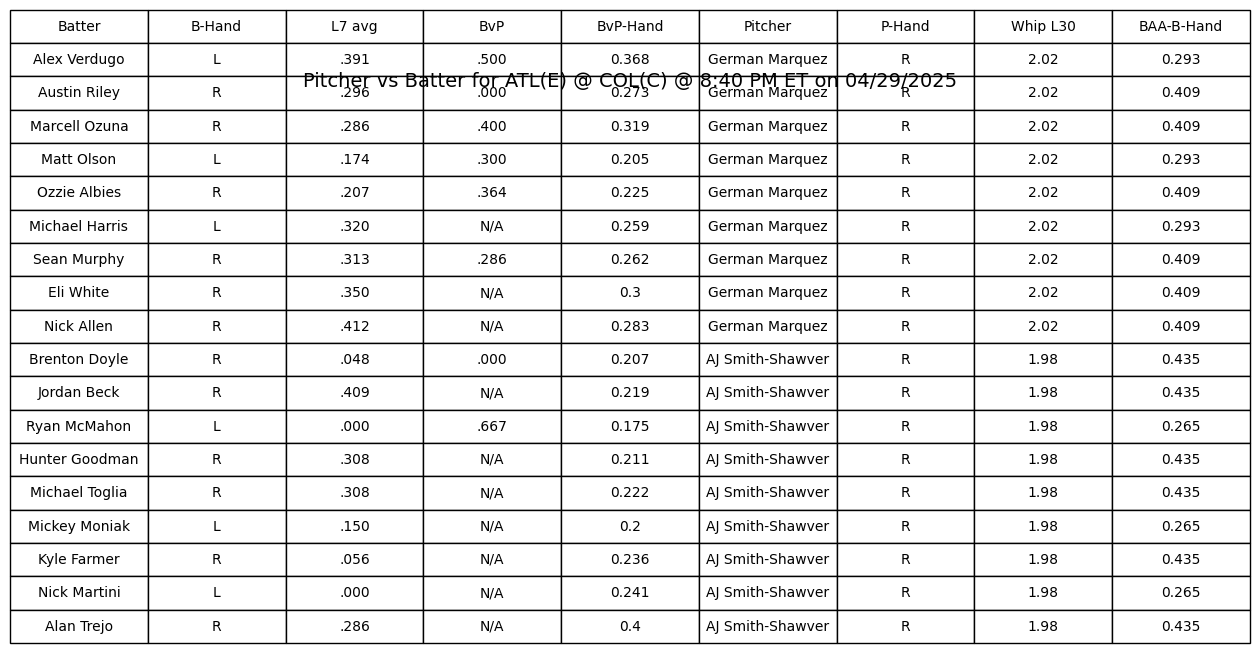 Batter B-Hand L7 avg BvP BvP-Hand Pitcher P-Hand Whip L30 BAA-B-Hand
Alex Verdugo L .391 .500 0.368 German Marquez R 2.02 0.293
Pitcher vs Batter for ATL(E) @ COL(C) @ 8:40 PM ET on 04/29/2025
Austin Riley R .296 .000 0.273 German Marquez R 2.02 0.409
Marcell Ozuna R .286 .400 0.319 German Marquez R 2.02 0.409
Matt Olson L .174 .300 0.205 German Marquez R 2.02 0.293
Ozzie Albies R .207 .364 0.225 German Marquez R 2.02 0.409
Michael Harris L .320 N/A 0.259 German Marquez R 2.02 0.293
Sean Murphy R .313 .286 0.262 German Marquez R 2.02 0.409
Eli White R .350 N/A 0.3 German Marquez R 2.02 0.409
Nick Allen R .412 N/A 0.283 German Marquez R 2.02 0.409
Brenton Doyle R .048 .000 0.207 AJ Smith-Shawver R 1.98 0.435
Jordan Beck R .409 N/A 0.219 AJ Smith-Shawver R 1.98 0.435
Ryan McMahon L .000 .667 0.175 AJ Smith-Shawver R 1.98 0.265
Hunter Goodman R .308 N/A 0.211 AJ Smith-Shawver R 1.98 0.435
Michael Toglia R .308 N/A 0.222 AJ Smith-Shawver R 1.98 0.435
Mickey Moniak L .150 N/A 0.2 AJ Smith-Shawver R 1.98 0.265
Kyle Farmer R .056 N/A 0.236 AJ Smith-Shawver R 1.98 0.435
Nick Martini L .000 N/A 0.241 AJ Smith-Shawver R 1.98 0.265
Alan Trejo R .286 N/A 0.4 AJ Smith-Shawver R 1.98 0.435